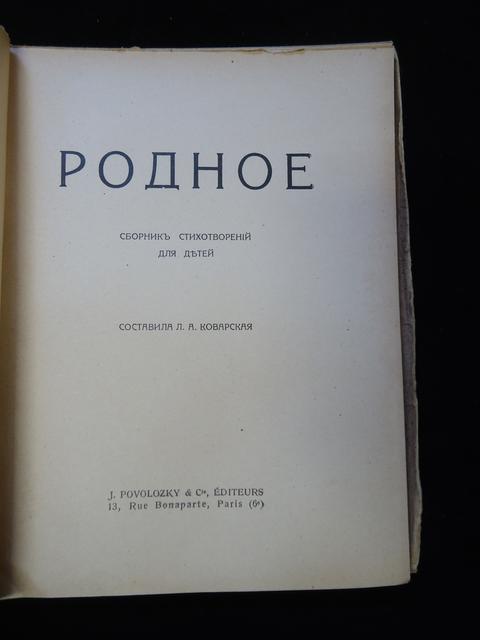 РОДНОЕ
СБОРНИКЪ СТИХОТВОРЕНІЙ
ДЛЯ ДѢТЕЙ
СОСТАВИЛА Л. А. КОВАРСКАЯ
J. POVOLOZKY & Cie, ÉDITEURS
13, Rue Bonaparte, Paris (6e)